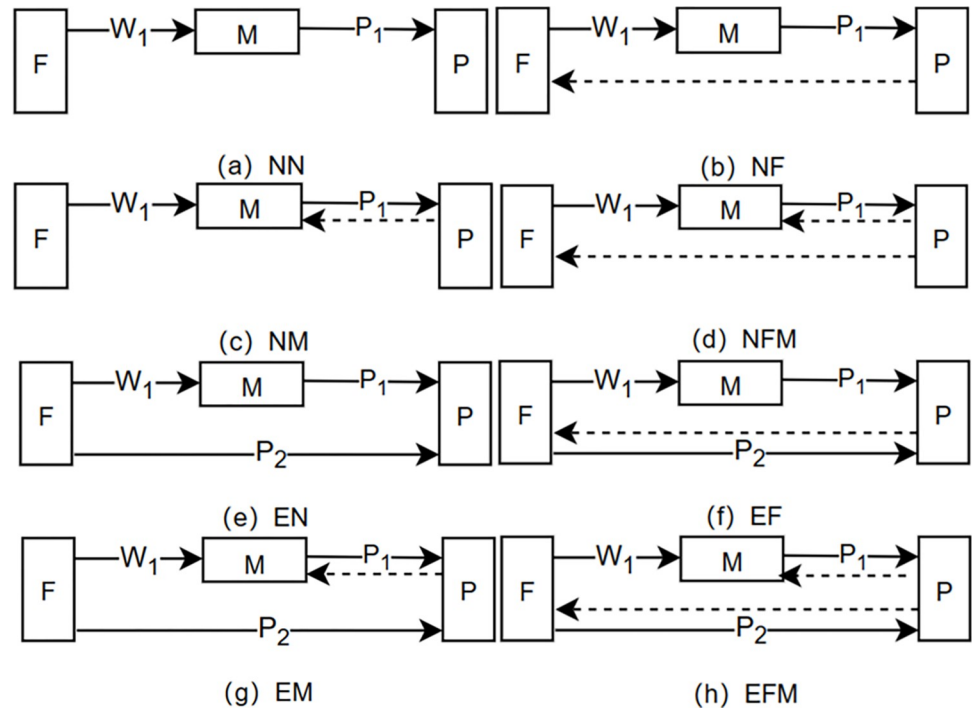 F W₁ M P₁ P
F W₁ M P₁ P
(a) NN
(b) NF
F W₁ M P₁ P
F W₁ M P₁ P
(c) NM
(d) NFM
F W₁ M P₁ P
P₂
F W₁ M P₁ P
P₂
(e) EN
(f) EF
F W₁ M P₁ P
P₂
F W₁ M P₁ P
P₂
(g) EM
(h) EFM